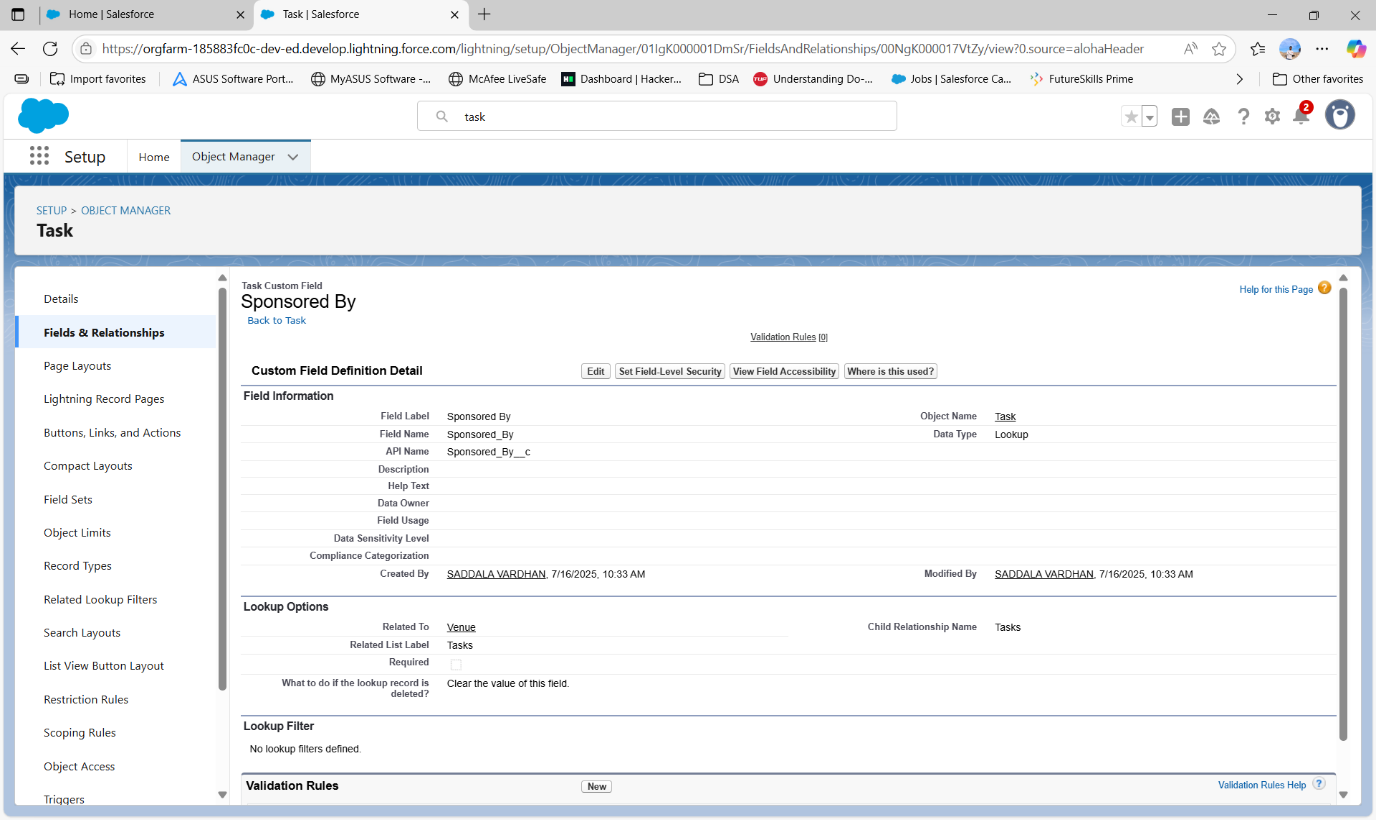 Home | Salesforce
Task | Salesforce
https://orgfarm-185883fc0c-dev-ed.develop.lightning.force.com/lightning/setup/ObjectManager/01IgK000001DmSr/FieldsAndRelationships/00NgK000017VtZy/view?0.source=alohaHeader
Import favorites
ASUS Software Port...
MyASUS Software -...
McAfee LiveSafe
Dashboard | Hacker...
DSA
Understanding Do-...
Jobs | Salesforce Ca...
FutureSkills Prime
Other favorites
task
2
Setup
Home
Object Manager
SETUP > OBJECT MANAGER
Task
Details
Fields & Relationships
Page Layouts
Lightning Record Pages
Buttons, Links, and Actions
Compact Layouts
Field Sets
Object Limits
Record Types
Related Lookup Filters
Search Layouts
List View Button Layout
Restriction Rules
Scoping Rules
Object Access
Triggers
Task Custom Field
Sponsored By
Back to Task
Help for this Page
Validation Rules [0]
Custom Field Definition Detail
Edit
Set Field-Level Security
View Field Accessibility
Where is this used?
Field Information
Field Label Sponsored By Object Name Task
Field Name Sponsored_By Data Type Lookup
API Name Sponsored_By__c
Description
Help Text
Data Owner
Field Usage
Data Sensitivity Level
Compliance Categorization
Created By SADDALA VARDHAN, 7/16/2025, 10:33 AM Modified By SADDALA VARDHAN, 7/16/2025, 10:33 AM
Lookup Options
Related To Venue Child Relationship Name Tasks
Related List Label Tasks
Required
What to do if the lookup record is Clear the value of this field.
deleted?
Lookup Filter
No lookup filters defined.
Validation Rules
New
Validation Rules Help ?